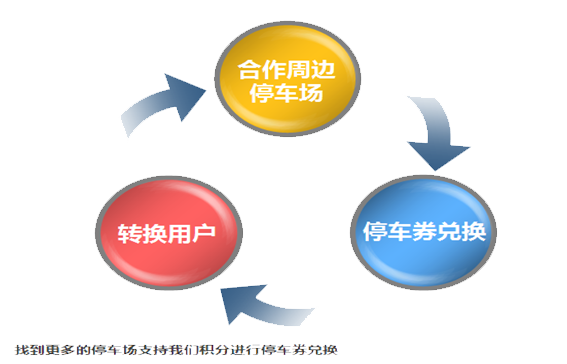 合作周边
停车场
停车券兑换
转换用户
找到更多的停车场支持我们积分进行停车券兑换